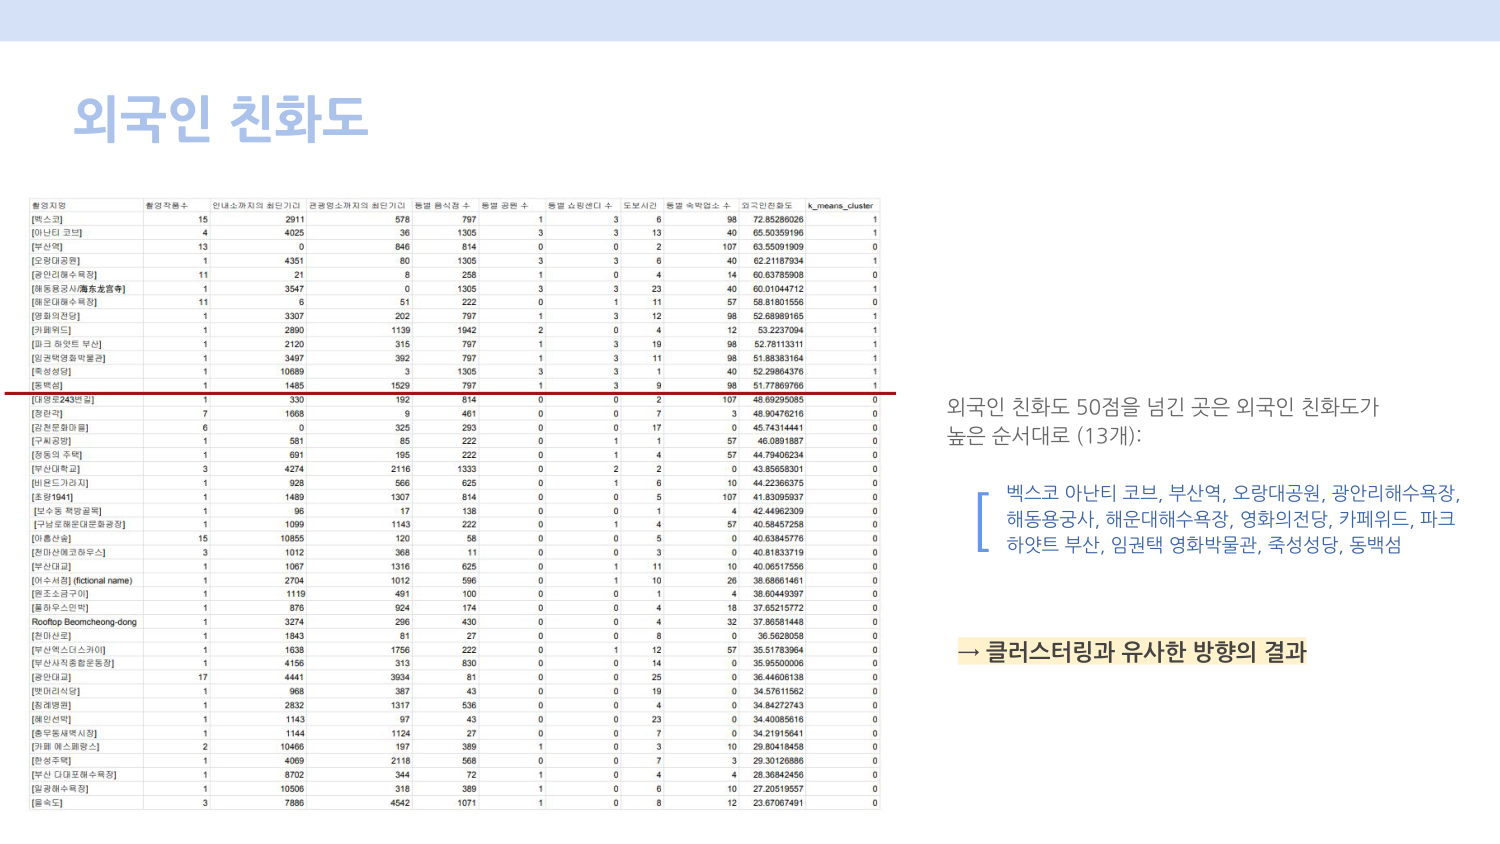 외국인 친화도
촬영지명 촬영작품수 안내소까지의 최단거리 관광명소까지의 최단거리 동별 음식점 수 동별 공원 수 동별 쇼핑센터 수 도보시간 동별 숙박업소 수 외국인친화도 k_means_cluster
[벡스코] 15 2911 578 797 1 3 6 98 72.85286026 1
[아난티 코브] 4 4025 36 1305 3 3 13 40 65.50359196 1
[부산역] 13 0 846 814 0 0 2 107 63.55091909 0
[오랑대공원] 1 4351 80 1305 3 3 6 40 62.21187934 1
[광안리해수욕장] 11 21 8 258 1 0 4 14 60.63785908 0
[해동용궁사/海东龙宫寺] 1 3547 0 1305 3 3 23 40 60.01044712 1
[해운대해수욕장] 11 6 51 222 0 1 11 57 58.81801556 0
[영화의전당] 1 3307 202 797 1 3 12 98 52.68989165 1
[카페위드] 1 2890 1139 1942 2 0 4 12 53.2237094 1
[파크 하얏트 부산] 1 2120 315 797 1 3 19 98 52.78113311 1
[임권택영화박물관] 1 3497 392 797 1 3 11 98 51.88383164 1
[죽성성당] 1 10689 3 1305 3 3 1 40 52.29864376 1
[동백섬] 1 1485 1529 797 1 3 9 98 51.77869766 1
[대영로243번길] 1 330 192 814 0 0 2 107 48.69295085 0
[정란각] 7 1668 9 461 0 0 7 3 48.90476216 0
[감천문화마을] 6 0 325 293 0 0 17 0 45.74314441 0
[구씨공방] 1 581 85 222 0 1 1 57 46.0891887 0
[정동의 주택] 1 691 195 222 0 1 4 57 44.79406234 0
[부산대학교] 3 4274 2116 1333 0 2 2 0 43.85658301 0
[비욘드가라지] 1 928 566 625 0 1 6 10 44.22366375 0
[초량1941] 1 1489 1307 814 0 0 5 107 41.83095937 0
[보수동 책방골목] 1 96 17 138 0 0 1 4 42.44962309 0
[구남로해운대문화광장] 1 1099 1143 222 0 1 4 57 40.58457258 0
[아홉산숲] 15 10855 120 58 0 0 5 0 40.63845776 0
[천마산에코하우스] 3 1012 368 11 0 0 3 0 40.81833719 0
[부산대교] 1 1067 1316 625 0 1 11 10 40.06517556 0
[어수서점] (fictional name) 1 2704 1012 596 0 1 10 26 38.68661461 0
[원조소금구이] 1 1119 491 100 0 0 1 4 38.60449397 0
[풀하우스민박] 1 876 924 174 0 0 4 18 37.65215772 0
Rooftop Beomcheong-dong 1 3274 296 430 0 0 4 32 37.86581448 0
[천마산로] 1 1843 81 27 0 0 8 0 36.5628058 0
[부산엑스더스카이] 1 1638 1756 222 0 1 12 57 35.51783964 0
[부산사직종합운동장] 1 4156 313 830 0 0 14 0 35.95500006 0
[광안대교] 17 4441 3934 81 0 0 25 0 36.44606138 0
[뱃머리식당] 1 968 387 43 0 0 19 0 34.57611562 0
[침례병원] 1 2832 1317 536 0 0 4 0 34.84272743 0
[혜인선박] 1 1143 97 43 0 0 23 0 34.40085616 0
[충무동새벽시장] 1 1144 1124 27 0 0 7 0 34.21915641 0
[카페 에스페랑스] 2 10466 197 389 1 0 3 10 29.80418458 0
[한성주택] 1 4069 2118 568 0 0 7 3 29.30126886 0
[부산 다대포해수욕장] 1 8702 344 72 1 0 4 4 28.36842456 0
[일광해수욕장] 1 10506 318 389 1 0 6 10 27.20519557 0
[을숙도] 3 7886 4542 1071 1 0 8 12 23.67067491 0
외국인 친화도 50점을 넘긴 곳은 외국인 친화도가
높은 순서대로 (13개):
벡스코 아난티 코브, 부산역, 오랑대공원, 광안리해수욕장,
해동용궁사, 해운대해수욕장, 영화의전당, 카페위드, 파크
하얏트 부산, 임권택 영화박물관, 죽성성당, 동백섬
→ 클러스터링과 유사한 방향의 결과